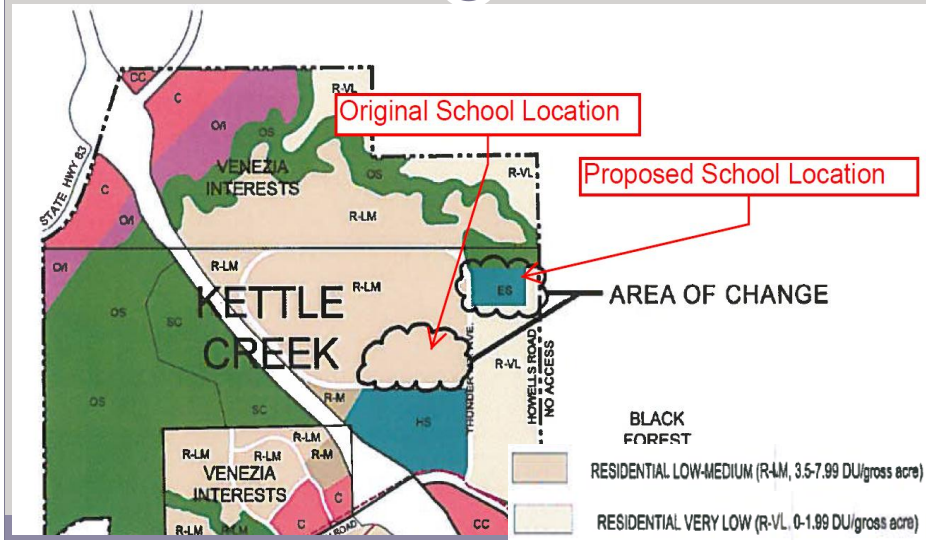 CC
C
R-VL
Original School Location
O/I
OS
VENEZIA
INTERESTS
OS
R-VL
Proposed School Location
STATE HWY 83
C
O/I
R-LM
O/I
R-LM
R-LM
ES
AREA OF CHANGE
KETTLE
CREEK
OS
SC
R-VL
HOWELLS ROAD
NO ACCESS
OS
SC
R-M
HS
BLACK
FOREST
R-LM
R-LM
R-LM
R-M
VENEZIA
INTERESTS
C
C
RESIDENTIAL LOW-MEDIUM (R-LM, 3.5-7.99 DU/gross acre)
R-LM
R-LM
ROAD
CC
RESIDENTIAL VERY LOW (R-VL, 0-1.99 DU/gross acre)